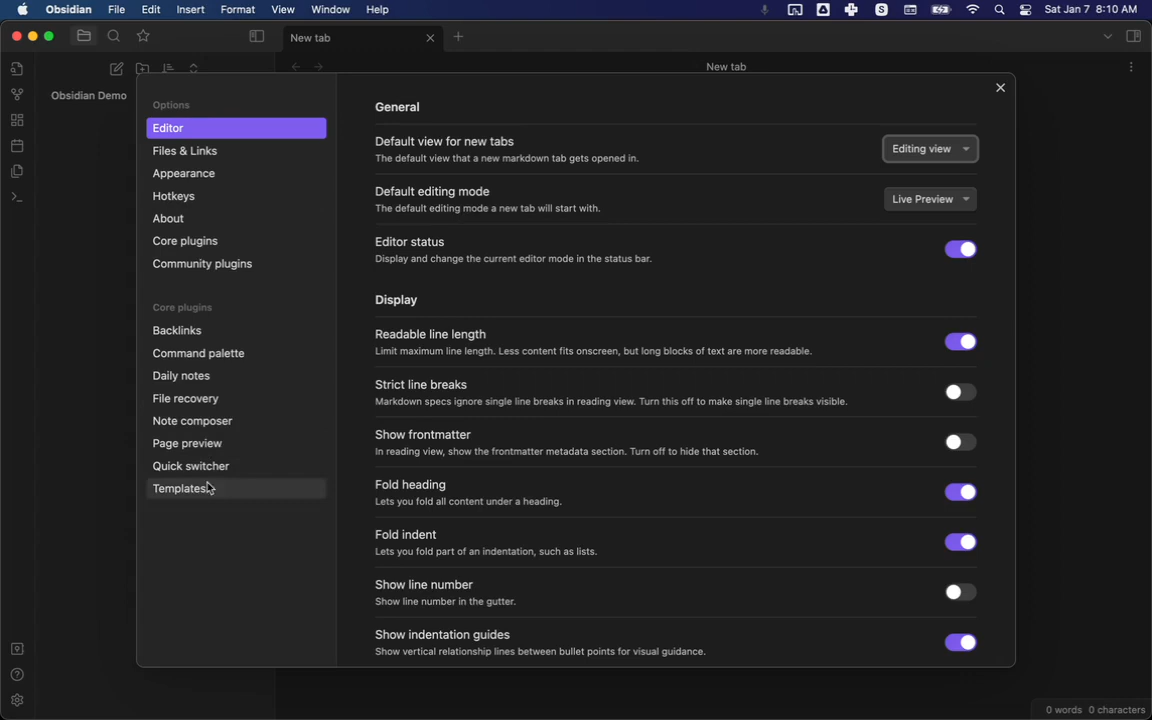 Obsidian File Edit Insert Format View Window Help
S
Sat Jan 7 8:10 AM
New tab
New tab
Obsidian Demo
Options
Editor
Files & Links
Appearance
Hotkeys
About
Core plugins
Community plugins
Core plugins
Backlinks
Command palette
Daily notes
File recovery
Note composer
Page preview
Quick switcher
Templates
General
Default view for new tabs
The default view that a new markdown tab gets opened in.
Editing view
Default editing mode
The default editing mode a new tab will start with.
Live Preview
Editor status
Display and change the current editor mode in the status bar.
Display
Readable line length
Limit maximum line length. Less content fits onscreen, but long blocks of text are more readable.
Strict line breaks
Markdown specs ignore single line breaks in reading view. Turn this off to make single line breaks visible.
Show frontmatter
In reading view, show the frontmatter metadata section. Turn off to hide that section.
Fold heading
Lets you fold all content under a heading.
Fold indent
Lets you fold part of an indentation, such as lists.
Show line number
Show line number in the gutter.
Show indentation guides
Show vertical relationship lines between bullet points for visual guidance.
0 words 0 characters